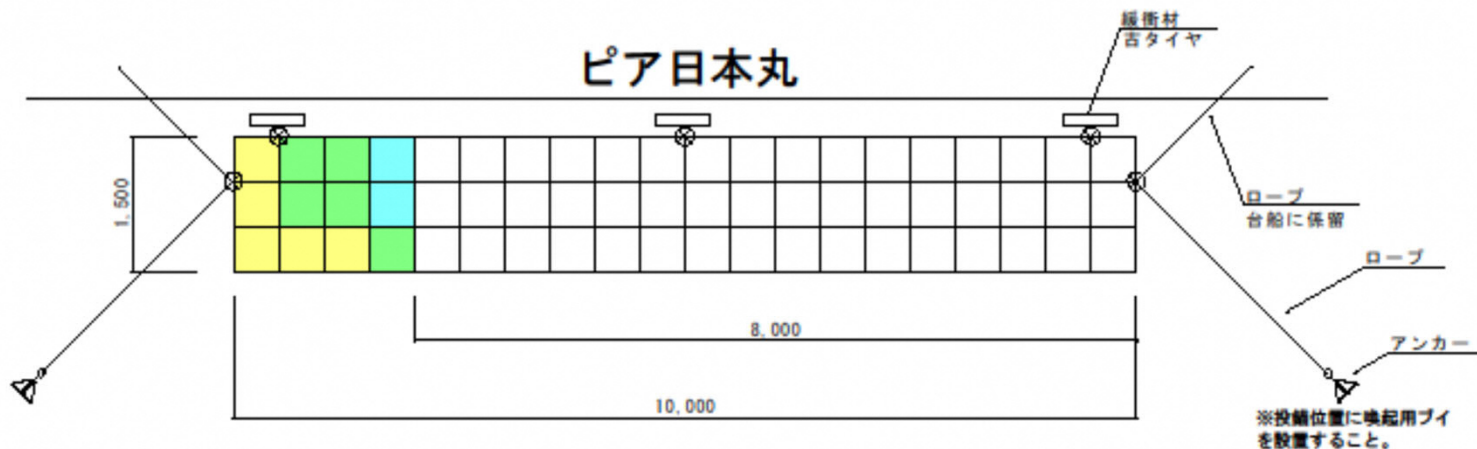 緩衝材
古タイヤ
ピア日本丸
1,500
ロープ
台船に係留
ロープ
8,000
アンカー
10,000
※投錨位置に喚起用ブイ
を設置すること。